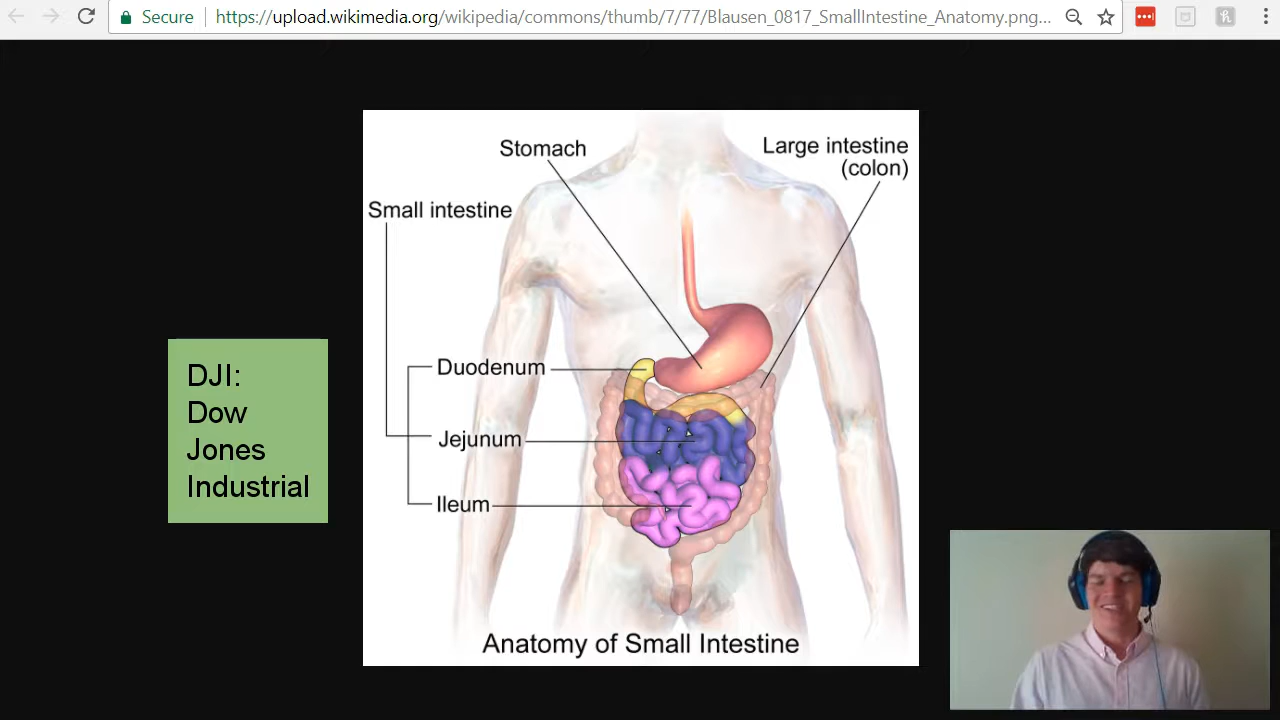 Secure
https://upload.wikimedia.org/wikipedia/commons/thumb/7/77/Blausen_0817_SmallIntestine_Anatomy.png...
Stomach
Large intestine
(colon)
Small intestine
Duodenum
Jejunum
Ileum
DJI:
Dow
Jones
Industrial
Anatomy of Small Intestine